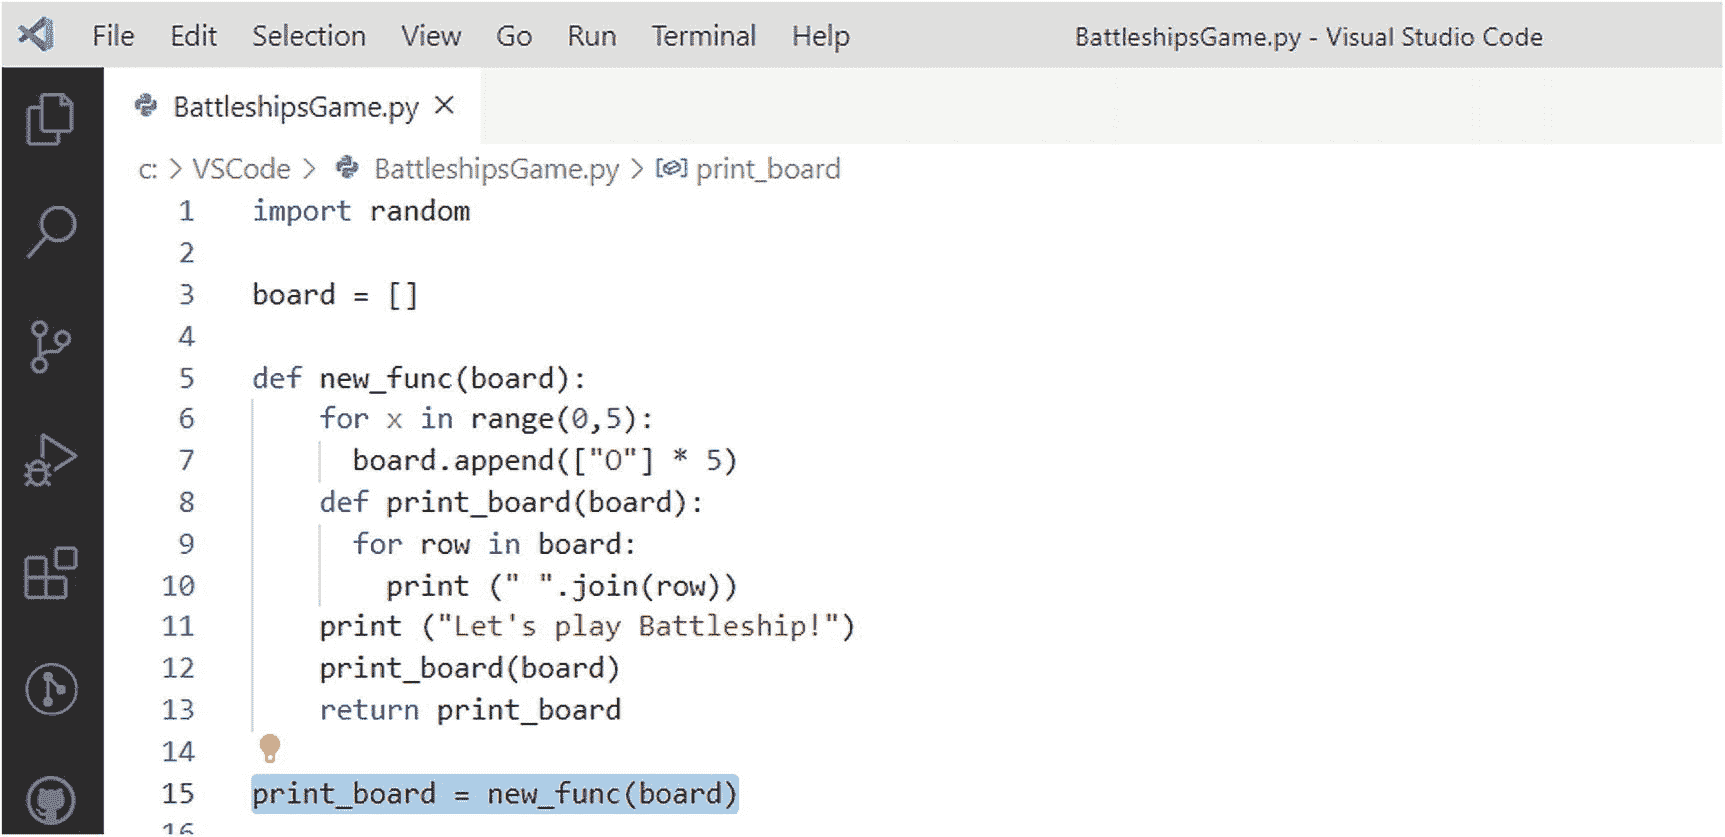 File Edit Selection View Go Run Terminal Help BattleshipsGame.py - Visual Studio Code
BattleshipsGame.py
c: > VSCode > BattleshipsGame.py > print_board
1 import random
2
3 board = []
4
5 def new_func(board):
6     for x in range(0,5):
7       board.append(["O"] * 5)
8     def print_board(board):
9       for row in board:
10         print (" ".join(row))
11     print ("Let's play Battleship!")
12     print_board(board)
13     return print_board
14
15 print_board = new_func(board)
16